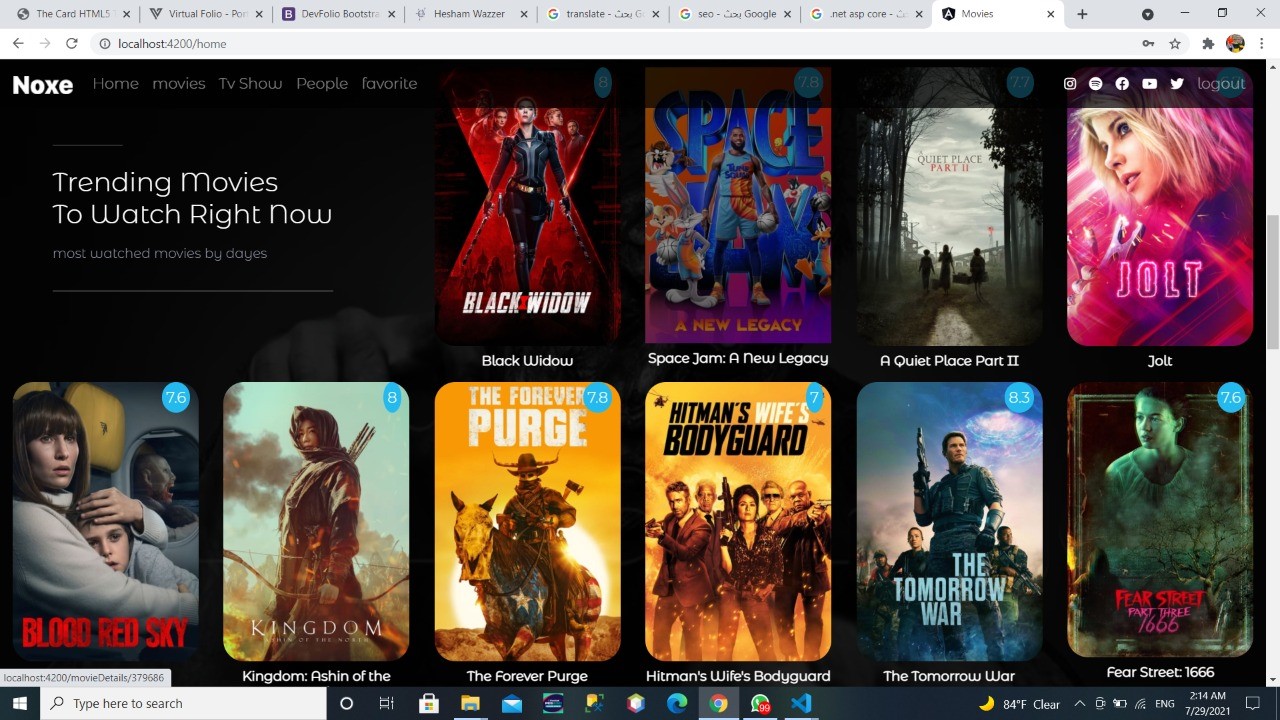 The Card HTML5 T
Virtual Folio - Port
DevFolio Bootstra
Hesham Wazzer
translate - بحث G
seo - بحث Google
.net asp core - بحث
Movies
localhost:4200/home
Noxe
Home
movies
Tv Show
People
favorite
logout
8
7.8
7.7
Trending Movies
To Watch Right Now
most watched movies by dayes
BLACK WIDOW
SPACE JAM
TUNE SQUAD
A NEW LEGACY
A QUIET PLACE
PART II
JOLT
Black Widow
Space Jam: A New Legacy
A Quiet Place Part II
Jolt
7.6
8
7.8
7
8.3
7.6
BLOOD RED SKY
KINGDOM
ASHIN OF THE NORTH
THE FOREVER
PURGE
HITMAN'S WIFE'S
BODYGUARD
THE
TOMORROW
WAR
FEAR STREET
PART THREE
1666
Kingdom: Ashin of the
The Forever Purge
Hitman's Wife's Bodyguard
The Tomorrow War
Fear Street: 1666
localhost:4200/movieDetails/379686
Type here to search
99
84°F Clear
ENG
2:14 AM
7/29/2021